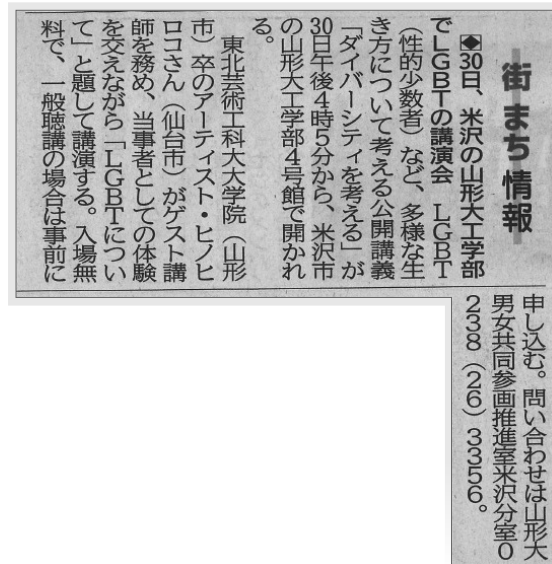 街 まち 情報
◆30日、米沢の山形大工学部
でLGBTの講演会　LGBT
（性的少数者）など、多様な生
き方について考える公開講義
「ダイバーシティを考える」が
30日午後4時5分から、米沢市
の山形大工学部4号館で開かれ
る。
東北芸術工科大大学院（山形
市）卒のアーティスト・ヒノヒ
ロコさん（仙台市）がゲスト講
師を務め、当事者としての体験
を交えながら「LGBTについ
て」と題して講演する。入場無
料で、一般聴講の場合は事前に
申し込む。問い合わせは山形大
男女共同参画推進室米沢分室0
238（26）3356。